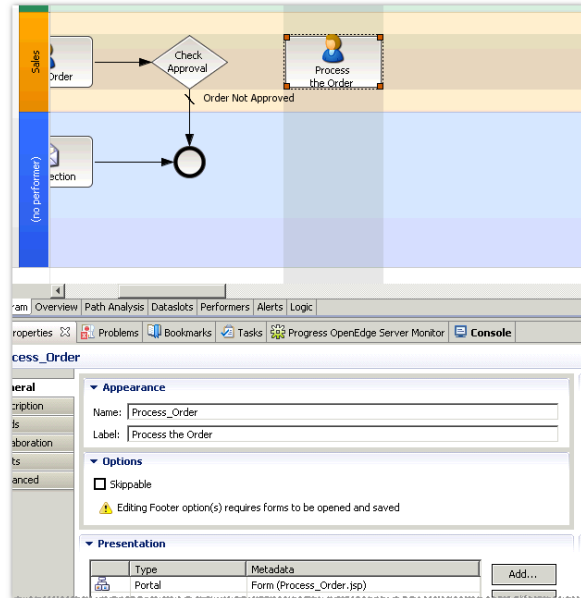 Sales
Order
Check
Approval
Process
the Order
Order Not Approved
(no performer)
ection
ram Overview Path Analysis Dataslots Performers Alerts Logic
roperties Problems Bookmarks Tasks Progress OpenEdge Server Monitor Console
cess_Order
neral
Appearance
cription
Name: Process_Order
ds
Label: Process the Order
aboration
ts
Options
anced
Skippable
Editing Footer option(s) requires forms to be opened and saved
Presentation
Type Metadata
Add...
Portal Form (Process_Order.jsp)